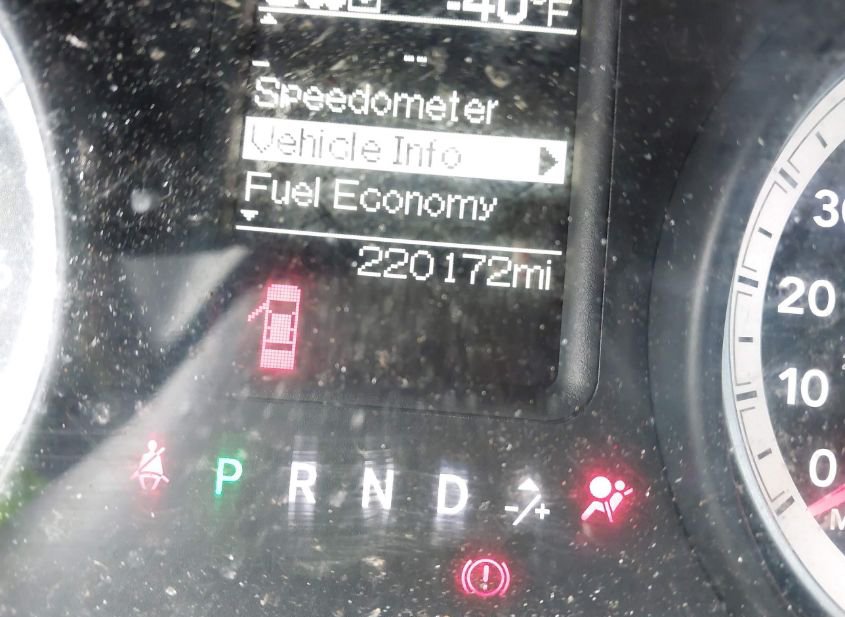 -40°F
--
Speedometer
Vehicle Info
Fuel Economy
220172mi
30
20
10
0
M
P R N D -/+